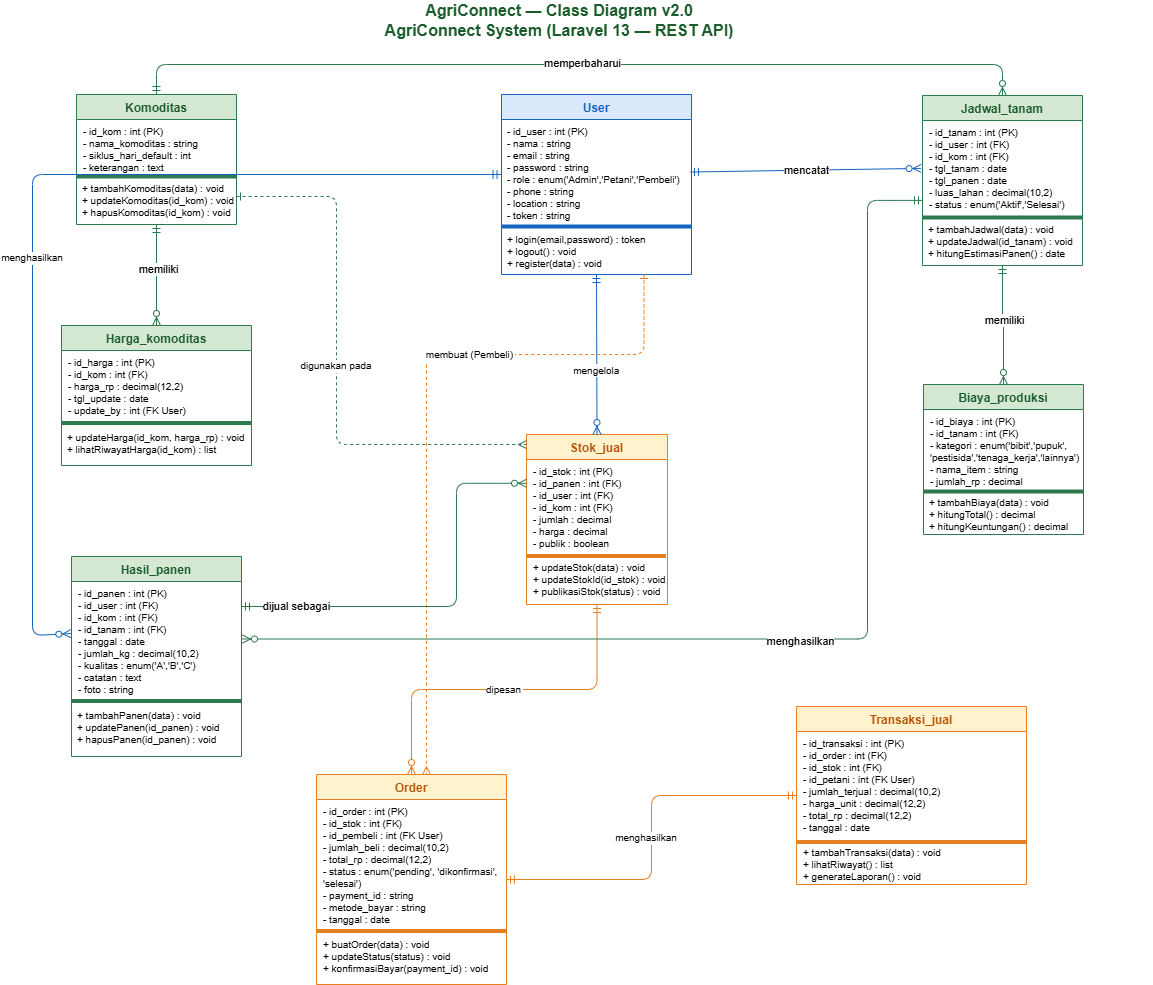 AgriConnect — Class Diagram v2.0
AgriConnect System (Laravel 13 — REST API)
memperbaharui
Komoditas
- id_kom : int (PK)
- nama_komoditas : string
- siklus_hari_default : int
- keterangan : text
+ tambahKomoditas(data) : void
+ updateKomoditas(id_kom) : void
+ hapusKomoditas(id_kom) : void
User
- id_user : int (PK)
- nama : string
- email : string
- password : string
- role : enum('Admin','Petani','Pembeli')
- phone : string
- location : string
- token : string
+ login(email,password) : token
+ logout() : void
+ register(data) : void
mencatat
Jadwal_tanam
- id_tanam : int (PK)
- id_user : int (FK)
- id_kom : int (FK)
- tgl_tanam : date
- tgl_panen : date
- luas_lahan : decimal(10,2)
- status : enum('Aktif','Selesai')
+ tambahJadwal(data) : void
+ updateJadwal(id_tanam) : void
+ hitungEstimasiPanen() : date
menghasilkan
memiliki
memiliki
Harga_komoditas
- id_harga : int (PK)
- id_kom : int (FK)
- harga_rp : decimal(12,2)
- tgl_update : date
- update_by : int (FK User)
+ updateHarga(id_kom, harga_rp) : void
+ lihatRiwayatHarga(id_kom) : list
digunakan pada
membuat (Pembeli)
mengelola
Biaya_produksi
- id_biaya : int (PK)
- id_tanam : int (FK)
- kategori : enum('bibit','pupuk',
'pestisida','tenaga_kerja','lainnya')
- nama_item : string
- jumlah_rp : decimal
+ tambahBiaya(data) : void
+ hitungTotal() : decimal
+ hitungKeuntungan() : decimal
Stok_jual
- id_stok : int (PK)
- id_panen : int (FK)
- id_user : int (FK)
- id_kom : int (FK)
- jumlah : decimal
- harga : decimal
- publik : boolean
+ updateStok(data) : void
+ updateStokId(id_stok) : void
+ publikasiStok(status) : void
Hasil_panen
- id_panen : int (PK)
- id_user : int (FK)
- id_kom : int (FK)
- id_tanam : int (FK)
- tanggal : date
- jumlah_kg : decimal(10,2)
- kualitas : enum('A','B','C')
- catatan : text
- foto : string
+ tambahPanen(data) : void
+ updatePanen(id_panen) : void
+ hapusPanen(id_panen) : void
dijual sebagai
menghasilkan
dipesan
Transaksi_jual
- id_transaksi : int (PK)
- id_order : int (FK)
- id_stok : int (FK)
- id_petani : int (FK User)
- jumlah_terjual : decimal(10,2)
- harga_unit : decimal(12,2)
- total_rp : decimal(12,2)
- tanggal : date
+ tambahTransaksi(data) : void
+ lihatRiwayat() : list
+ generateLaporan() : void
Order
- id_order : int (PK)
- id_stok : int (FK)
- id_pembeli : int (FK User)
- jumlah_beli : decimal(10,2)
- total_rp : decimal(12,2)
- status : enum('pending', 'dikonfirmasi',
'selesai')
- payment_id : string
- metode_bayar : string
- tanggal : date
+ buatOrder(data) : void
+ updateStatus(status) : void
+ konfirmasiBayar(payment_id) : void
menghasilkan